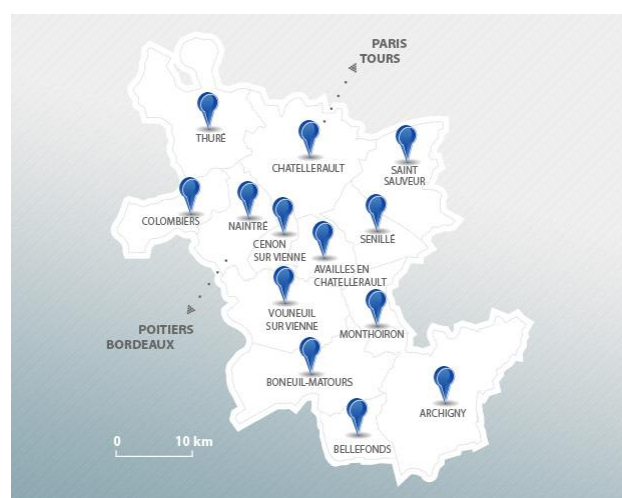 PARIS
TOURS
THURÉ
CHATELLERAULT
SAINT
SAUVEUR
COLOMBIERS
NAINTRÉ
CENON
SUR VIENNE
SENILLÉ
AVAILLES EN
CHATELLERAULT
VOUNEUIL
SUR VIENNE
MONTHOIRON
POITIERS
BORDEAUX
BONEUIL-MATOURS
ARCHIGNY
BELLEFONDS
0 10 km